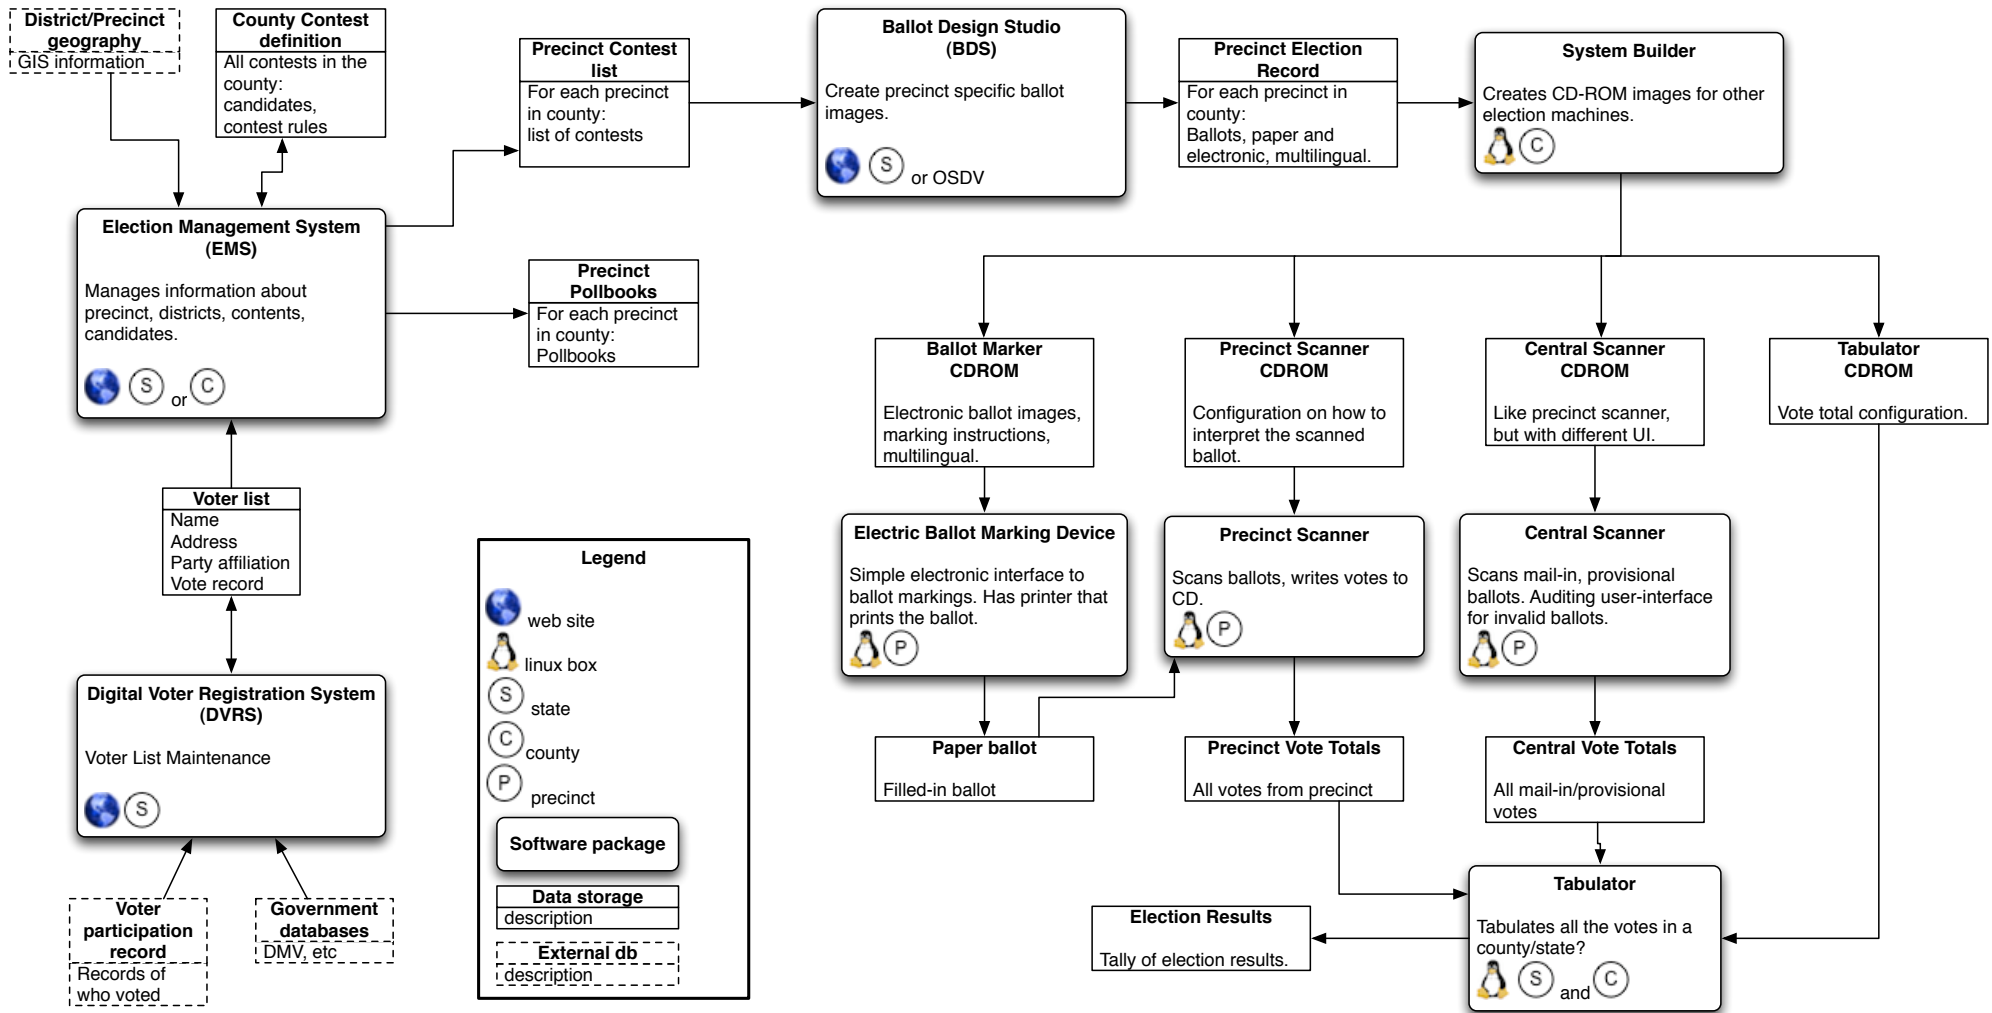 District/Precinct
geography
GIS information
County Contest
definition
All contests in the
county:
candidates,
contest rules
Precinct Contest
list
For each precinct
in county:
list of contests
Ballot Design Studio
(BDS)
Create precinct specific ballot
images.
S or OSDV
Precinct Election
Record
For each precinct in
county:
Ballots, paper and
electronic, multilingual.
System Builder
Creates CD-ROM images for other
election machines.
C
Election Management System
(EMS)
Manages information about
precinct, districts, contents,
candidates.
S or C
Precinct
Pollbooks
For each precinct
in county:
Pollbooks
Ballot Marker
CDROM
Electronic ballot images,
marking instructions,
multilingual.
Precinct Scanner
CDROM
Configuration on how to
interpret the scanned
ballot.
Central Scanner
CDROM
Like precinct scanner,
but with different UI.
Tabulator
CDROM
Vote total configuration.
Voter list
Name
Address
Party affiliation
Vote record
Electric Ballot Marking Device
Simple electronic interface to
ballot markings. Has printer that
prints the ballot.
P
Precinct Scanner
Scans ballots, writes votes to
CD.
P
Central Scanner
Scans mail-in, provisional
ballots. Auditing user-interface
for invalid ballots.
P
Digital Voter Registration System
(DVRS)
Voter List Maintenance
S
Legend
web site
linux box
S state
C county
P precinct
Software package
Data storage
description
External db
description
Paper ballot
Filled-in ballot
Precinct Vote Totals
All votes from precinct
Central Vote Totals
All mail-in/provisional
votes
Voter
participation
record
Records of
who voted
Government
databases
DMV, etc
Election Results
Tally of election results.
Tabulator
Tabulates all the votes in a
county/state?
S and C